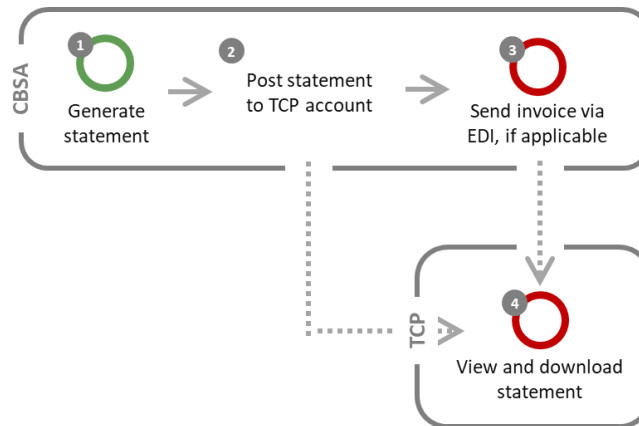 CBSA
1
Generate
statement
2
Post statement
to TCP account
3
Send invoice via
EDI, if applicable
TCP
4
View and download
statement